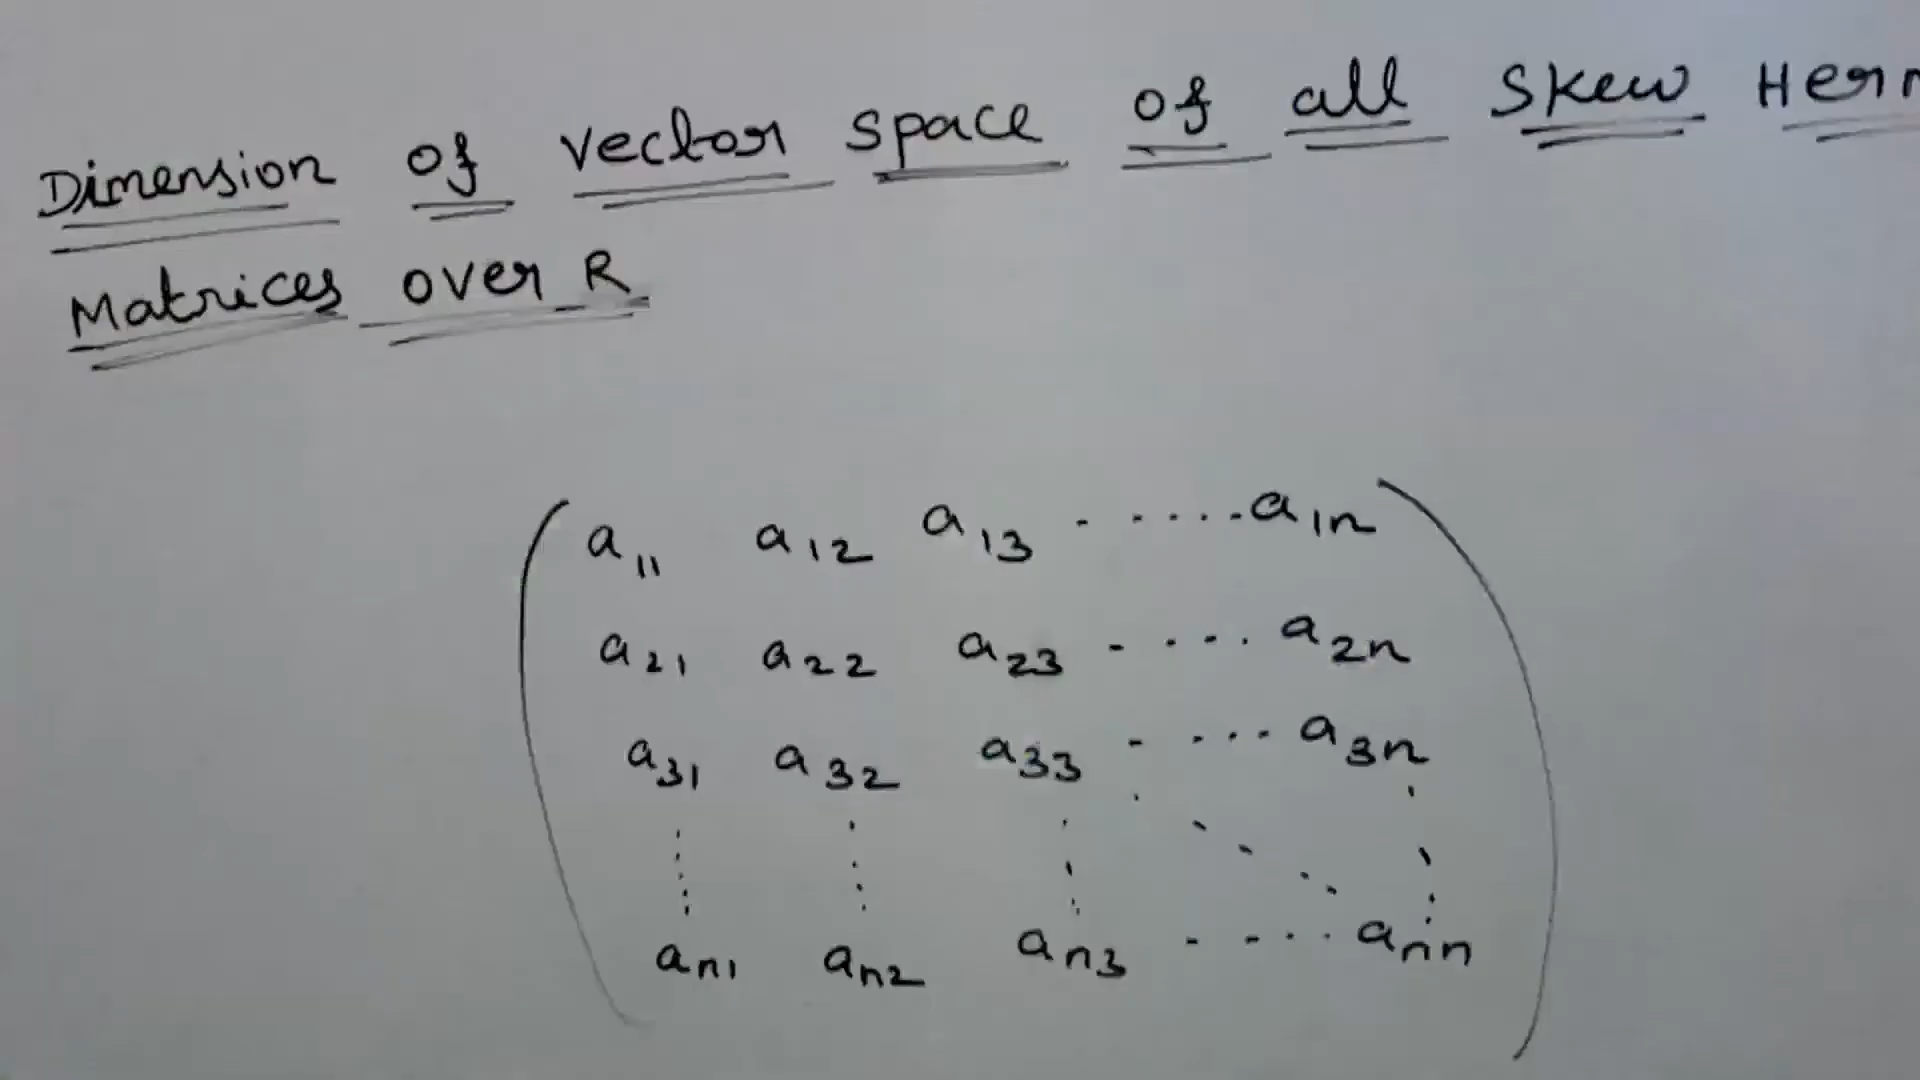 Dimension of vector space of all Skew Her
Matrices over R
a11 a12 a13 ......a1n
a21 a22 a23 ..... a2n
a31 a32 a33 ..... a3n
an1 an2 an3 ..... ann